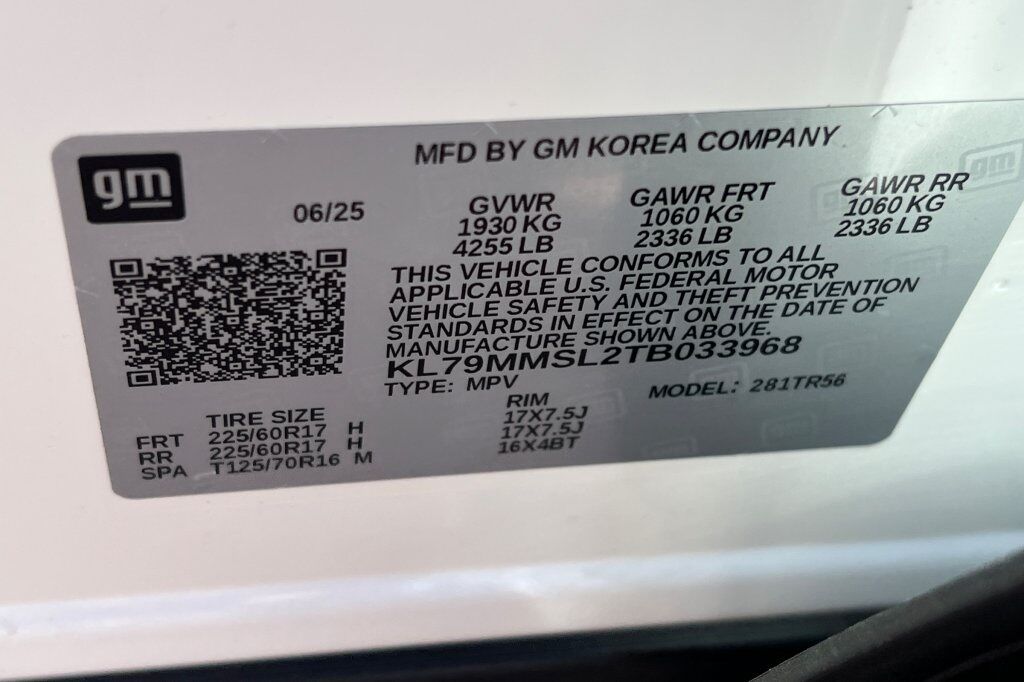 gm
MFD BY GM KOREA COMPANY
gm
06/25
GVWR
1930 KG
4255 LB
GAWR FRT
1060 KG
2336 LB
GAWR RR
1060 KG
2336 LB
THIS VEHICLE CONFORMS TO ALL
APPLICABLE U.S. FEDERAL MOTOR
VEHICLE SAFETY AND THEFT PREVENTION
STANDARDS IN EFFECT ON THE DATE OF
MANUFACTURE SHOWN ABOVE.
KL79MMSL2TB033968
TYPE: MPV
MODEL: 281TR56
TIRE SIZE
RIM
FRT 225/60R17 H 17X7.5J
RR 225/60R17 H 17X7.5J
SPA T125/70R16 M 16X4BT